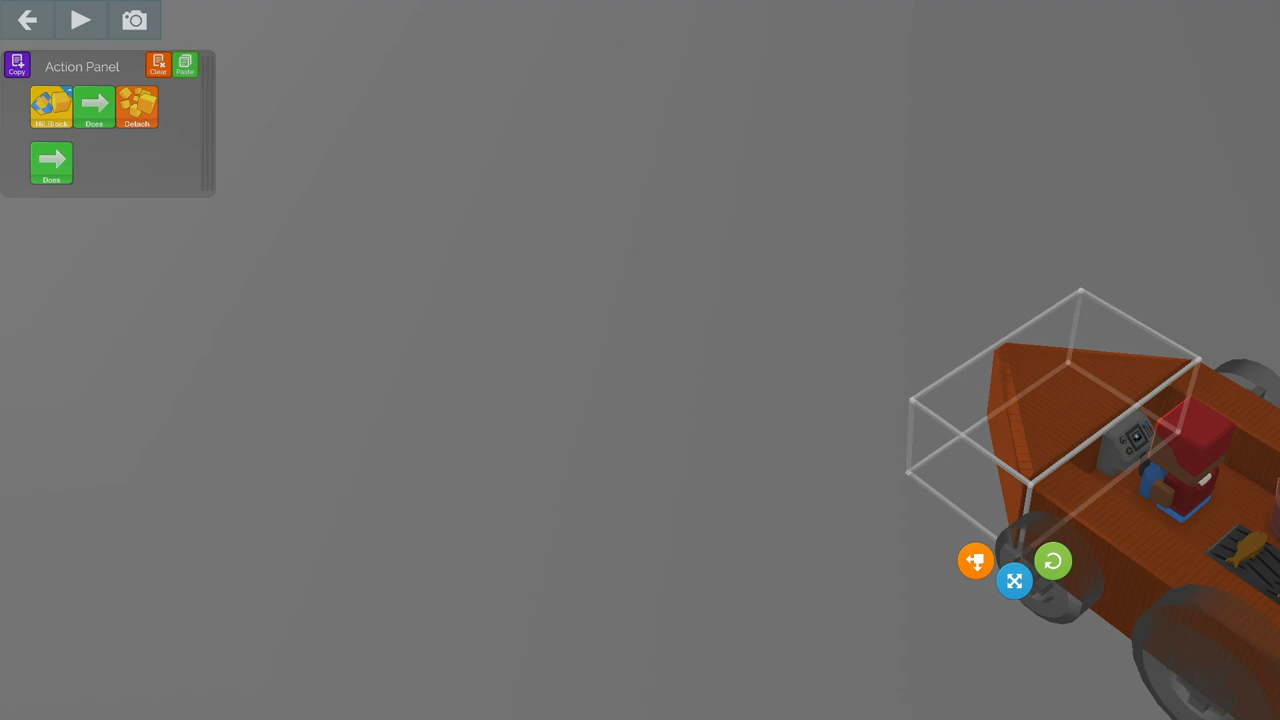 Action Panel
Copy
Clear
Paste
Hit Block
Does
Detach
Does